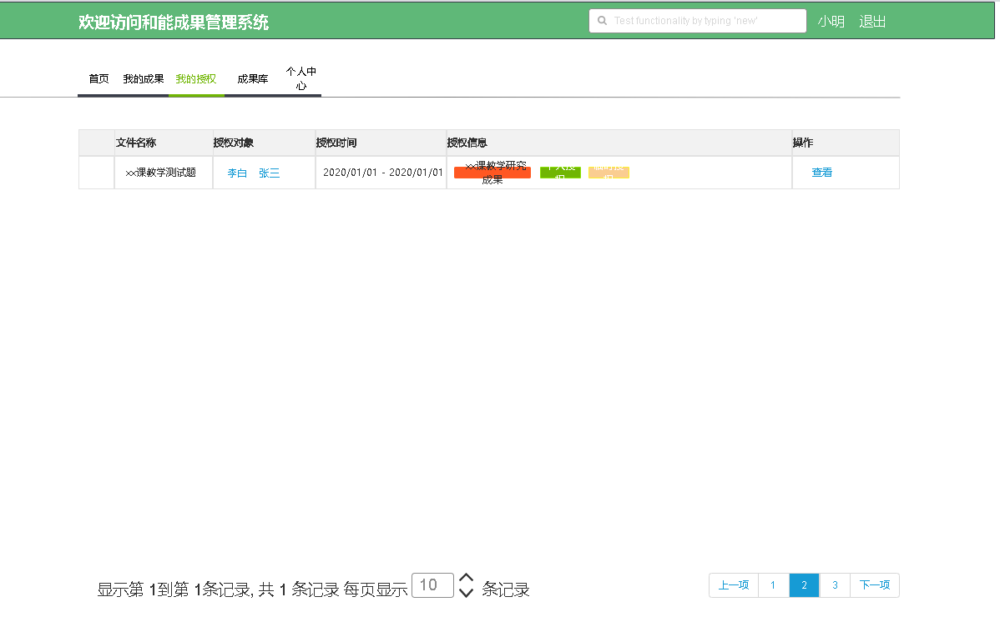 欢迎访问和能成果管理系统
Test functionality by typing 'new'
小明 退出
首页 我的成果 我的授权 成果库 个人中
心
文件名称 授权对象 授权时间 授权信息 操作
xx课教学测试题 李白 张三 2020/01/01 - 2020/01/01 xx课教学研究
成果
查看
显示第 1到第 1条记录, 共 1 条记录 每页显示 10 条记录
上一项 1 2 3 下一项